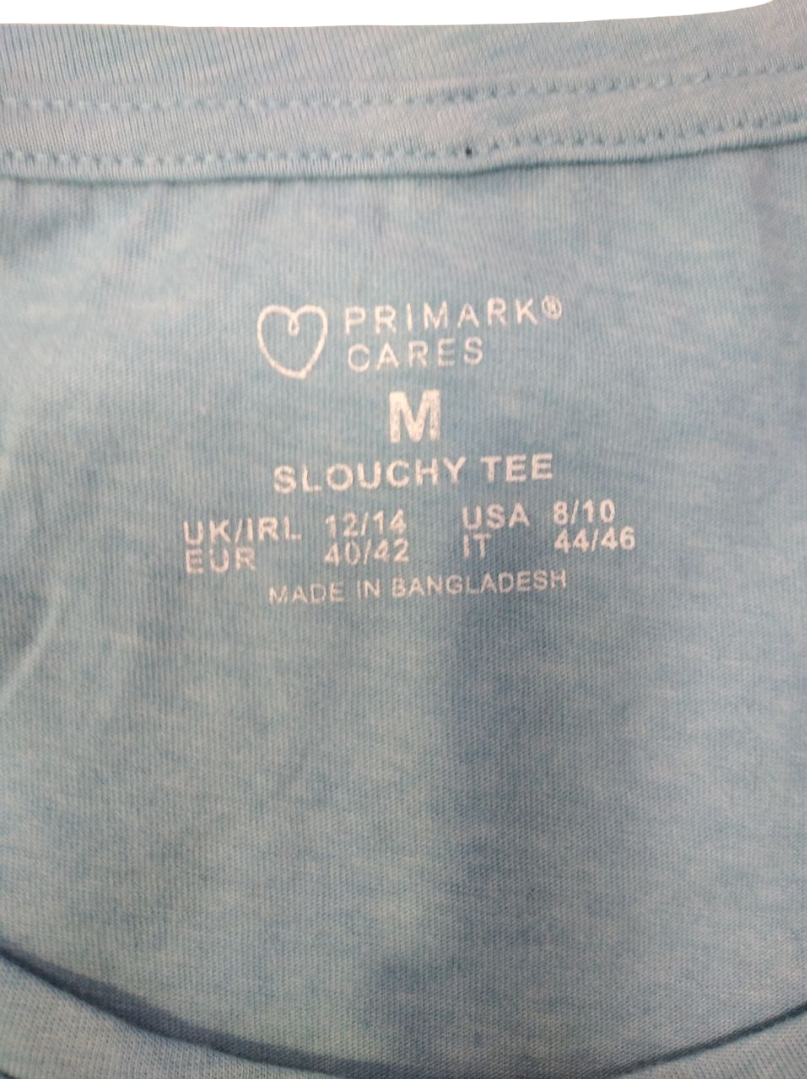 PRIMARK®
CARES
M
SLOUCHY TEE
UK/IRL 12/14 USA 8/10
EUR 40/42 IT 44/46
MADE IN BANGLADESH